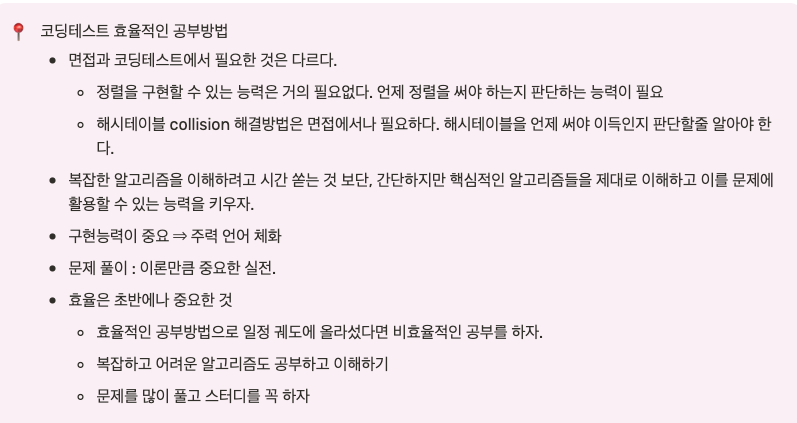 코딩테스트 효율적인 공부방법
면접과 코딩테스트에서 필요한 것은 다르다.
정렬을 구현할 수 있는 능력은 거의 필요없다. 언제 정렬을 써야 하는지 판단하는 능력이 필요
해시테이블 collision 해결방법은 면접에서나 필요하다. 해시테이블을 언제 써야 이득인지 판단할줄 알아야 한
다.
복잡한 알고리즘을 이해하려고 시간 쏟는 것 보단, 간단하지만 핵심적인 알고리즘들을 제대로 이해하고 이를 문제에
활용할 수 있는 능력을 키우자.
구현능력이 중요 ⇒ 주력 언어 체화
문제 풀이 : 이론만큼 중요한 실전.
효율은 초반에나 중요한 것
효율적인 공부방법으로 일정 궤도에 올라섰다면 비효율적인 공부를 하자.
복잡하고 어려운 알고리즘도 공부하고 이해하기
문제를 많이 풀고 스터디를 꼭 하자